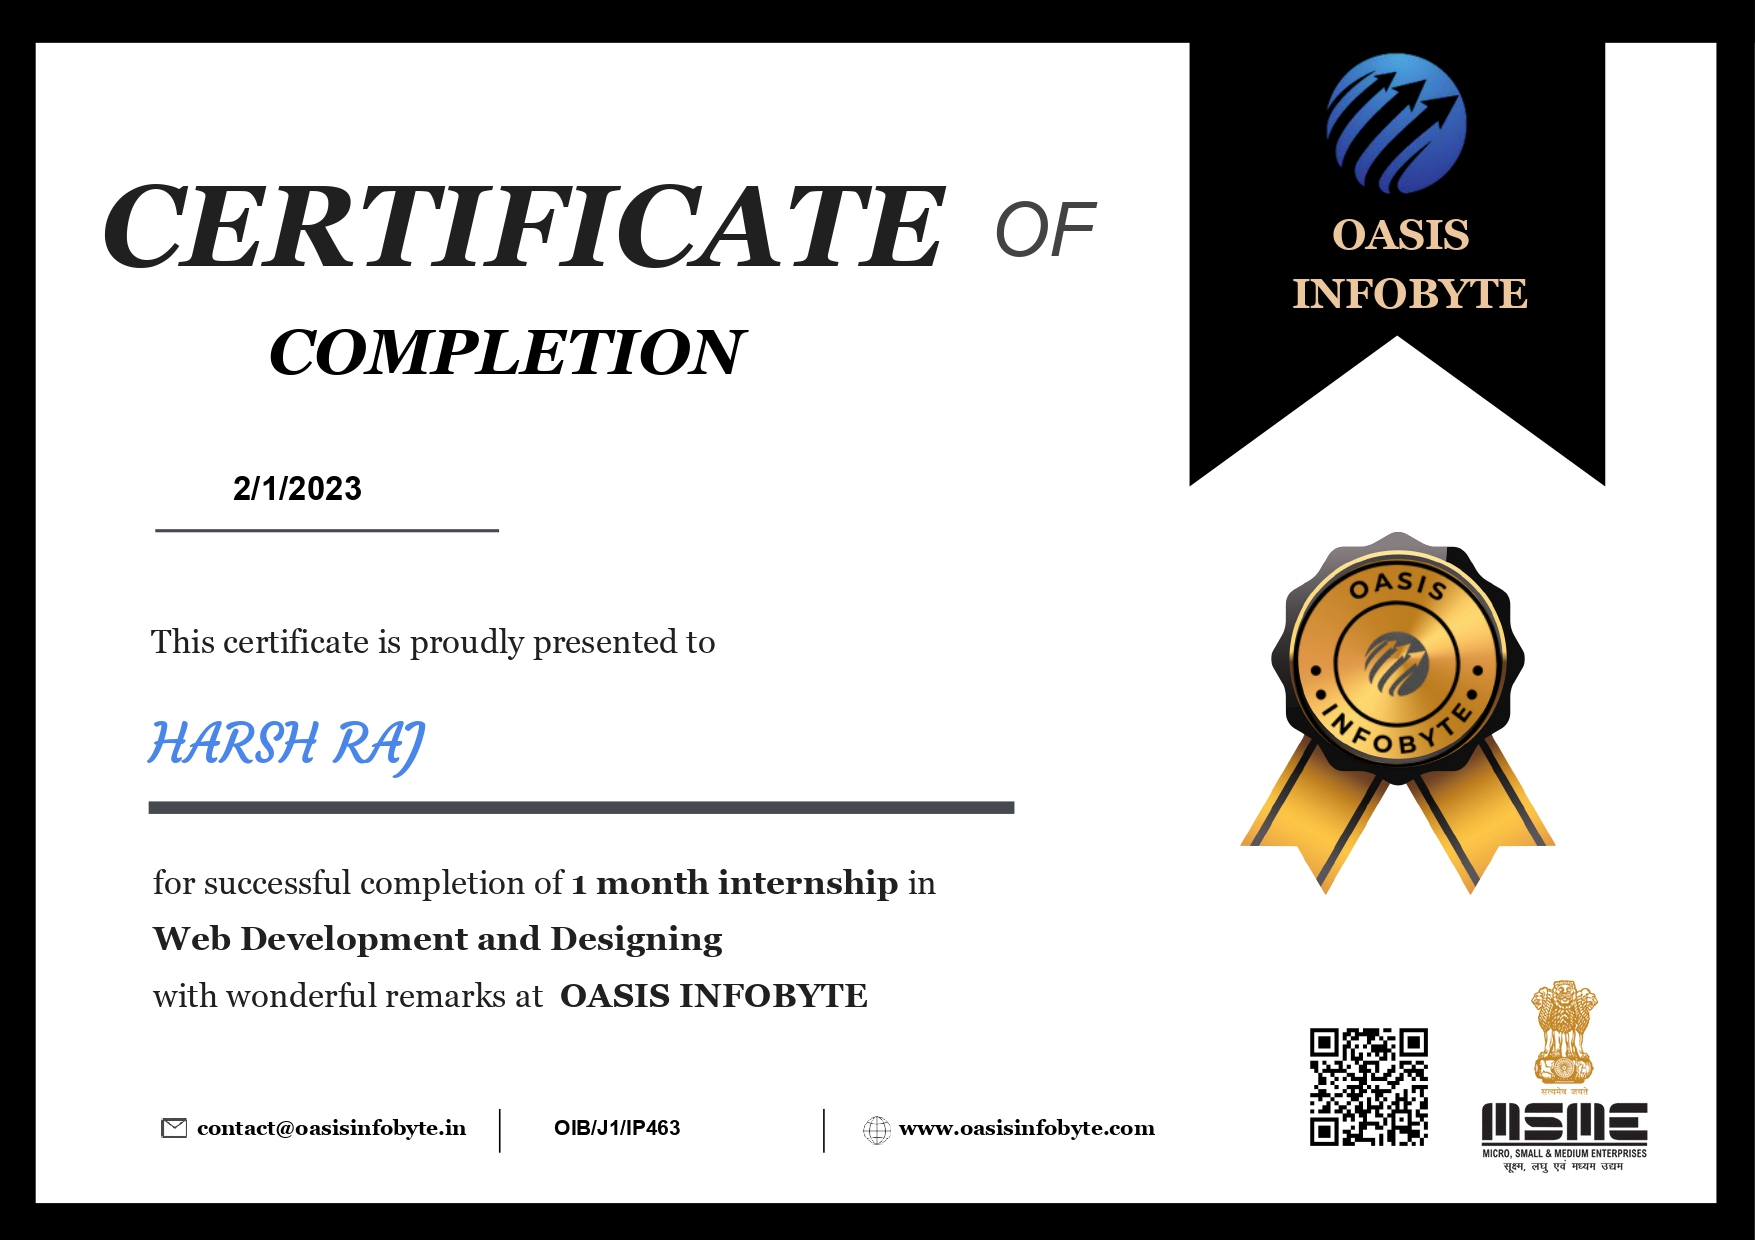 CERTIFICATE OF
COMPLETION
OASIS
INFOBYTE
2/1/2023
This certificate is proudly presented to
HARSH RAJ
for successful completion of 1 month internship in
Web Development and Designing
with wonderful remarks at OASIS INFOBYTE
OASIS
INFOBYTE
contact@oasisinfobyte.in
OIB/J1/IP463
www.oasisinfobyte.com
सत्यमेव जयते
MSME
MICRO, SMALL & MEDIUM ENTERPRISES
सूक्ष्म, लघु एवं मध्यम उद्यम